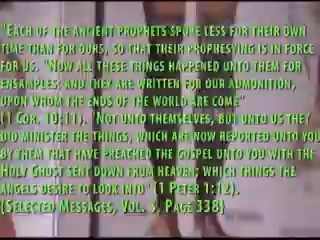 "Each of the ancient prophets spoke less for their own
time than for ours, so that their prophesying is in force
for us. "Now all these things happened unto them for
ensamples: and they are written for our admonition,
upon whom the ends of the world are come"
(1 Cor. 10:11). 'Not unto themselves, but unto us they
did minister the things, which are now reported unto you
by them that have preached the gospel unto you with the
Holy Ghost sent down from heaven; which things the
angels desire to look into' (1 Peter 1:12).
(Selected Messages, Vol. 3, Page 338)